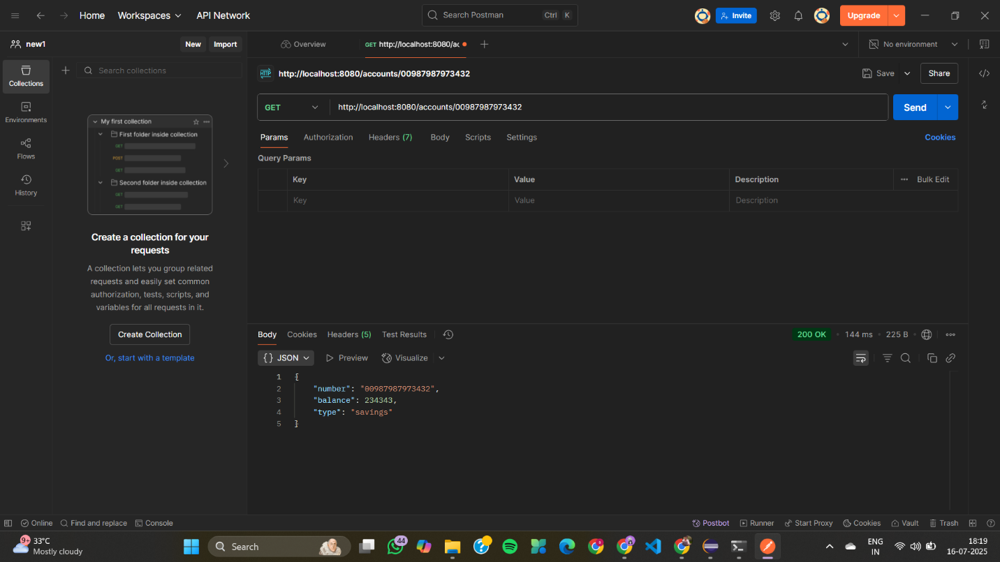 Home Workspaces API Network Search Postman Ctrl K Invite Upgrade
new1 New Import Overview GET http://localhost:8080/ac No environment
Search collections
http://localhost:8080/accounts/00987987973432 Save Share
Collections
Environments
Flows
History
GET http://localhost:8080/accounts/00987987973432 Send
Params Authorization Headers (7) Body Scripts Settings Cookies
Query Params
Key Value Description Bulk Edit
Key Value Description
My first collection
First folder inside collection
GET
POST
GET
Second folder inside collection
GET
GET
Create a collection for your
requests
A collection lets you group related
requests and easily set common
authorization, tests, scripts, and
variables for all requests in it.
Create Collection
Or, start with a template
Body Cookies Headers (5) Test Results 200 OK 144 ms 225 B
{} JSON Preview Visualize
1 {
2 "number": "00987987973432",
3 "balance": 234343,
4 "type": "savings"
5 }
Online Find and replace Console Postbot Runner Start Proxy Cookies Vault Trash
9+ 33°C
Mostly cloudy
Search
44
ENG
IN
18:19
16-07-2025